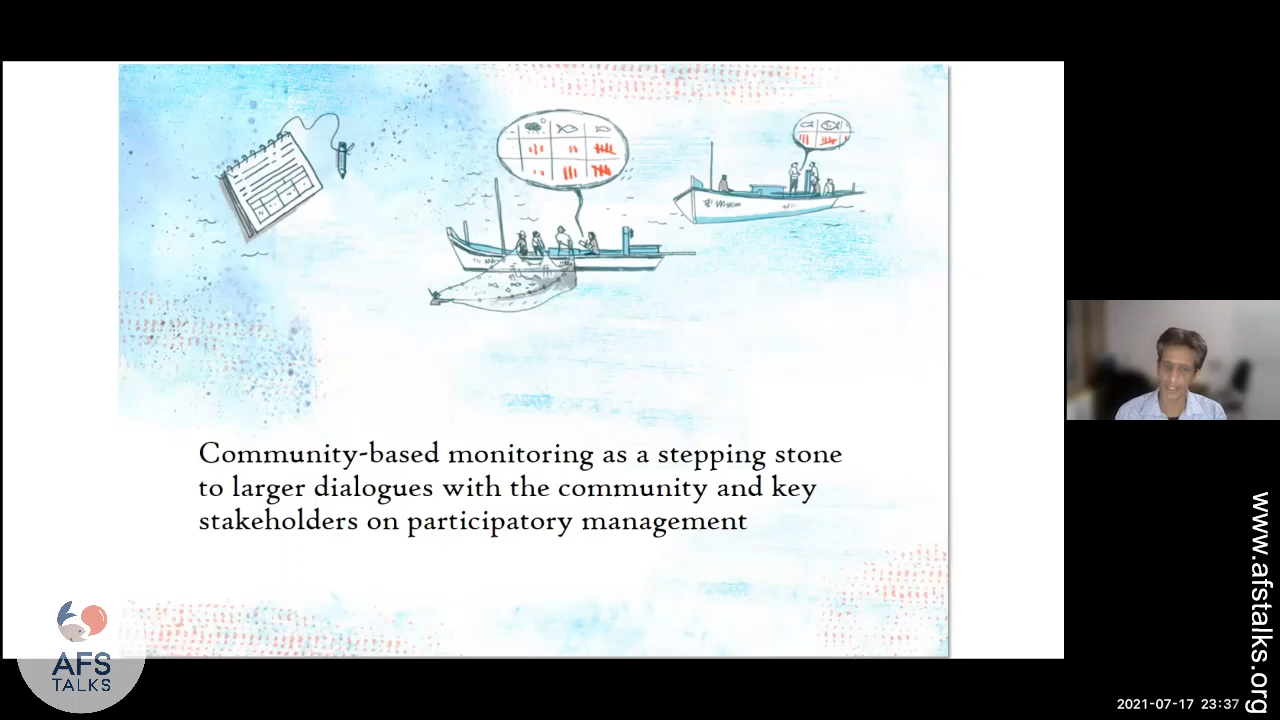 Community-based monitoring as a stepping stone
to larger dialogues with the community and key
stakeholders on participatory management
AFS
TALKS
www.afstalks.org
2021-07-17 23:37